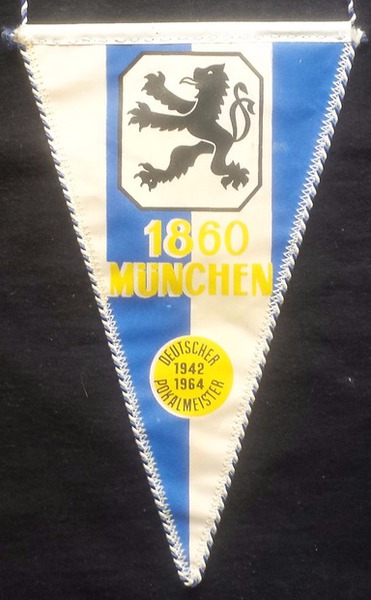 1860
MÜNCHEN
DEUTSCHER
1942
1964
POKALMEISTER